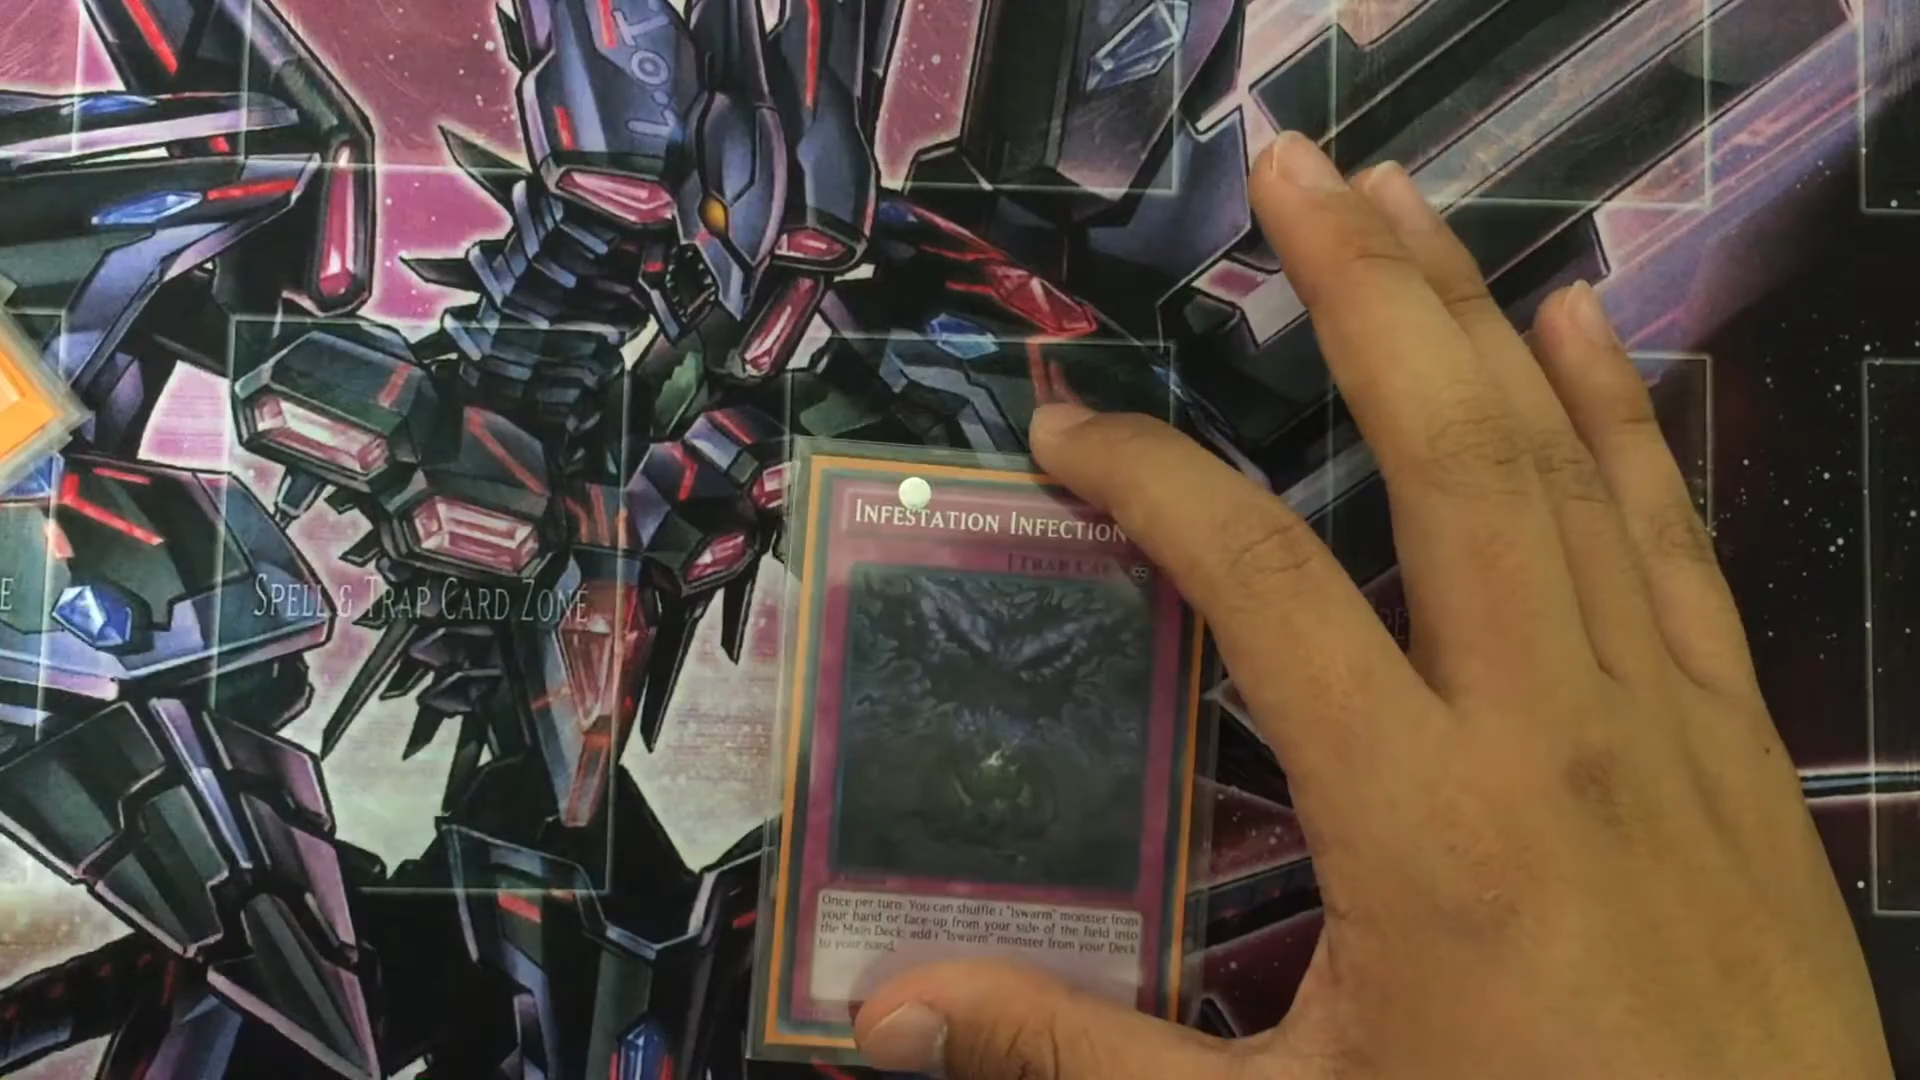 L.O.T.
INFESTATION INFECTION
[TRAP CAR
SPELL & TRAP CARD ZONE
E
Once per turn: You can shuffle 1 "lswarm" monster from
your hand or face-up from your side of the field into
the Main Deck; add 1 "lswarm" monster from your Deck
to your hand.